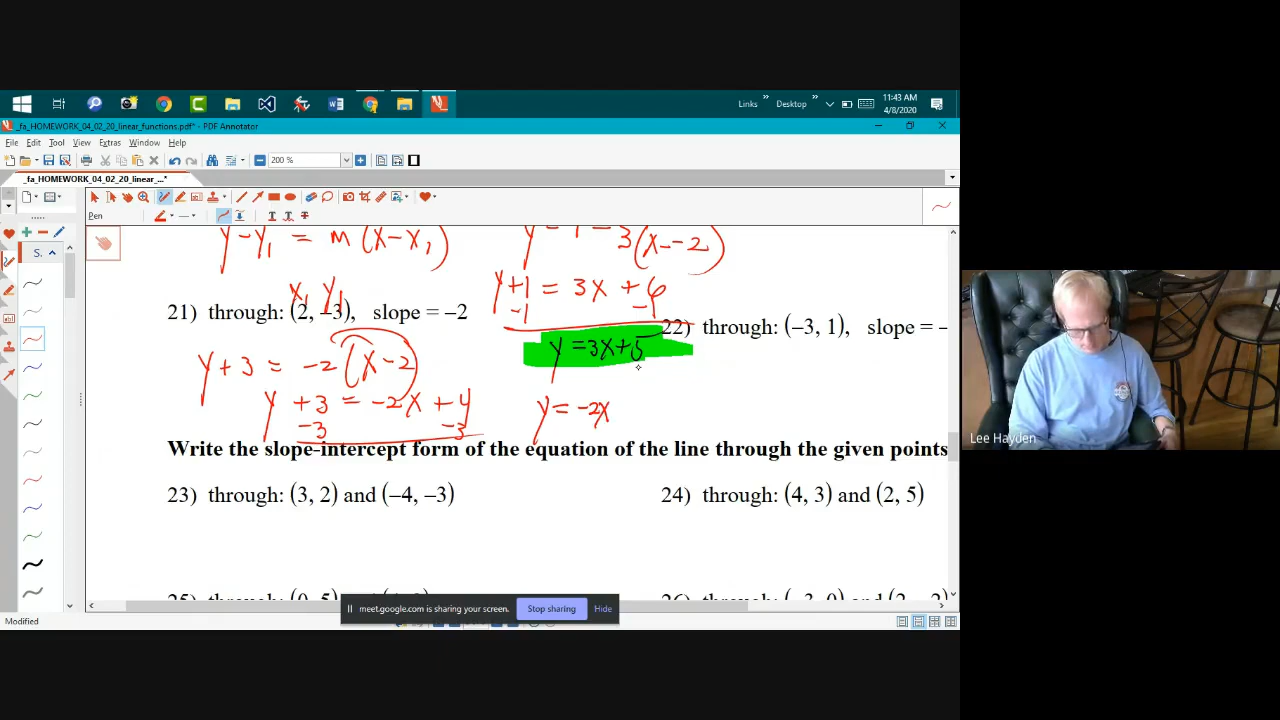 Links » Desktop »
11:43 AM
4/8/2020
_fa_HOMEWORK_04_02_20_linear_functions.pdf* - PDF Annotator
File Edit Tool View Extras Window Help
200 %
_fa_HOMEWORK_04_02_20_linear_...*
Pen
S.
y-y₁ = m(x-x₁)
3(x--2)
y+1 = 3x+6
-1 -1
x₁ y₁
21) through: (2, –3), slope = –2
22) through: (–3, 1), slope = –
y=3x+5
y+3 = -2(x-2)
y+3 = -2x+4
-3 -3
y=-2x
Write the slope-intercept form of the equation of the line through the given points
23) through: (3, 2) and (–4, –3)
24) through: (4, 3) and (2, 5)
Lee Hayden
meet.google.com is sharing your screen. Stop sharing Hide
Modified